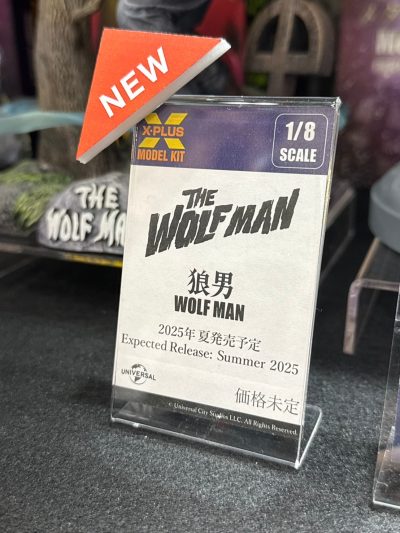 NEW
X-PLUS
MODEL KIT
1/8
SCALE
THE
WOLF MAN
狼男
WOLF MAN
2025年 夏発売予定
Expected Release: Summer 2025
UNIVERSAL
価格未定
© Universal City Studios LLC. All Rights Reserved.
THE
WOLF MA